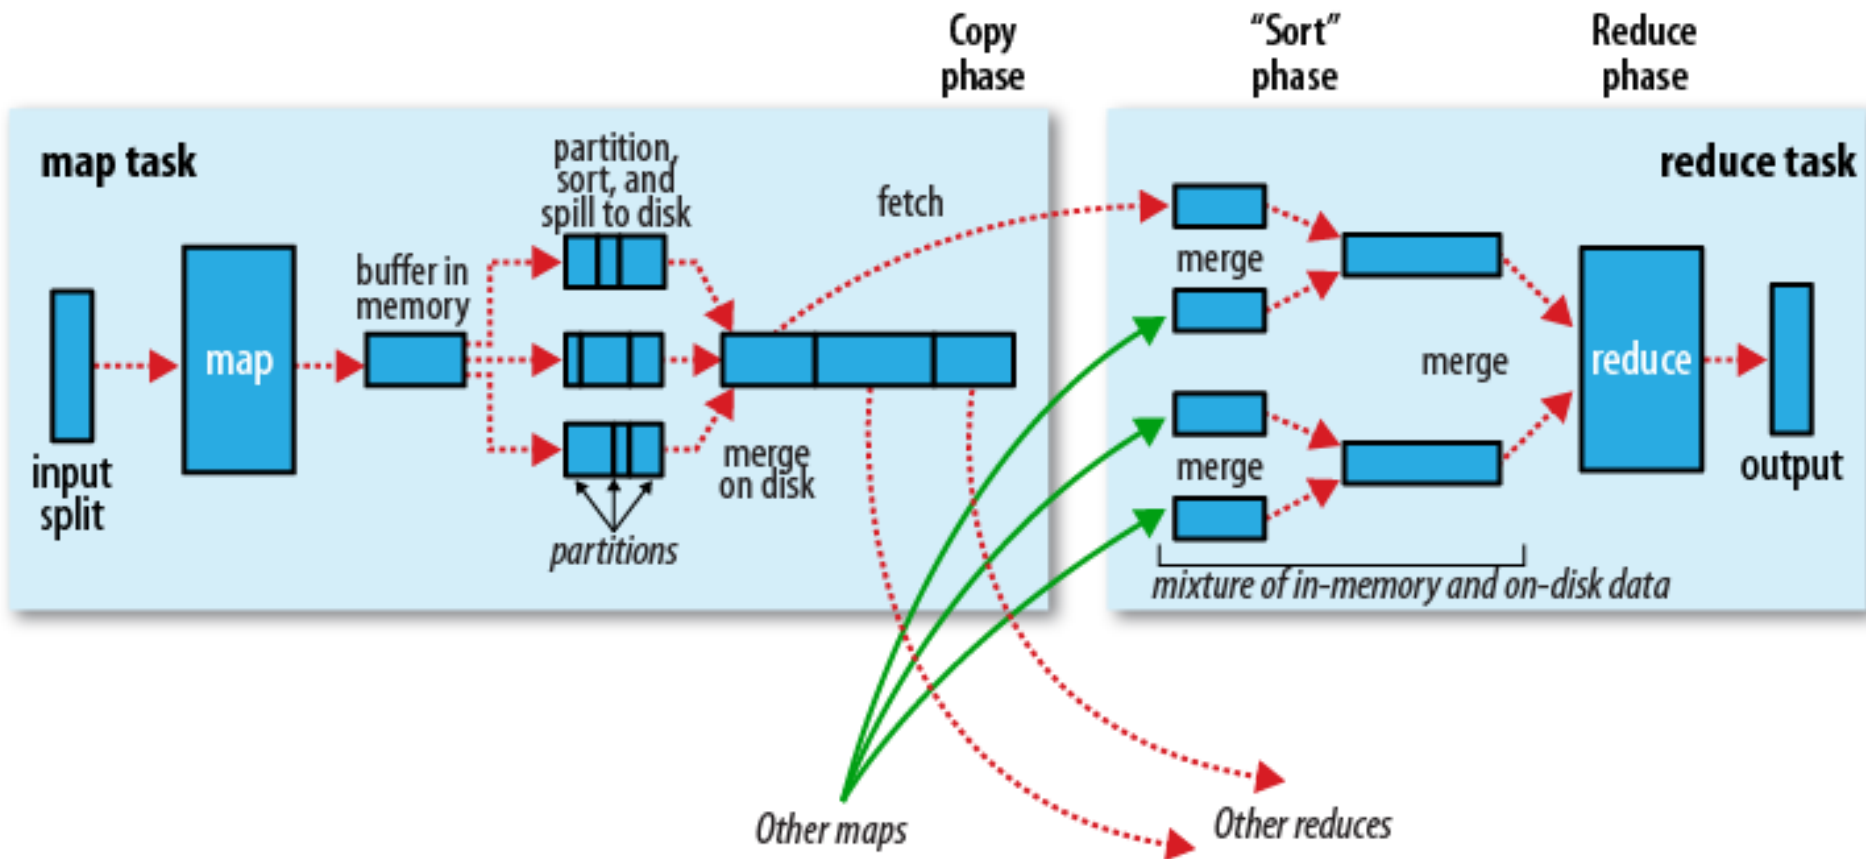 Copy
phase
“Sort”
phase
Reduce
phase
map task
reduce task
partition,
sort, and
spill to disk
fetch
buffer in
memory
merge
map
merge
reduce
merge
on disk
merge
input
split
output
partitions
mixture of in-memory and on-disk data
Other maps
Other reduces